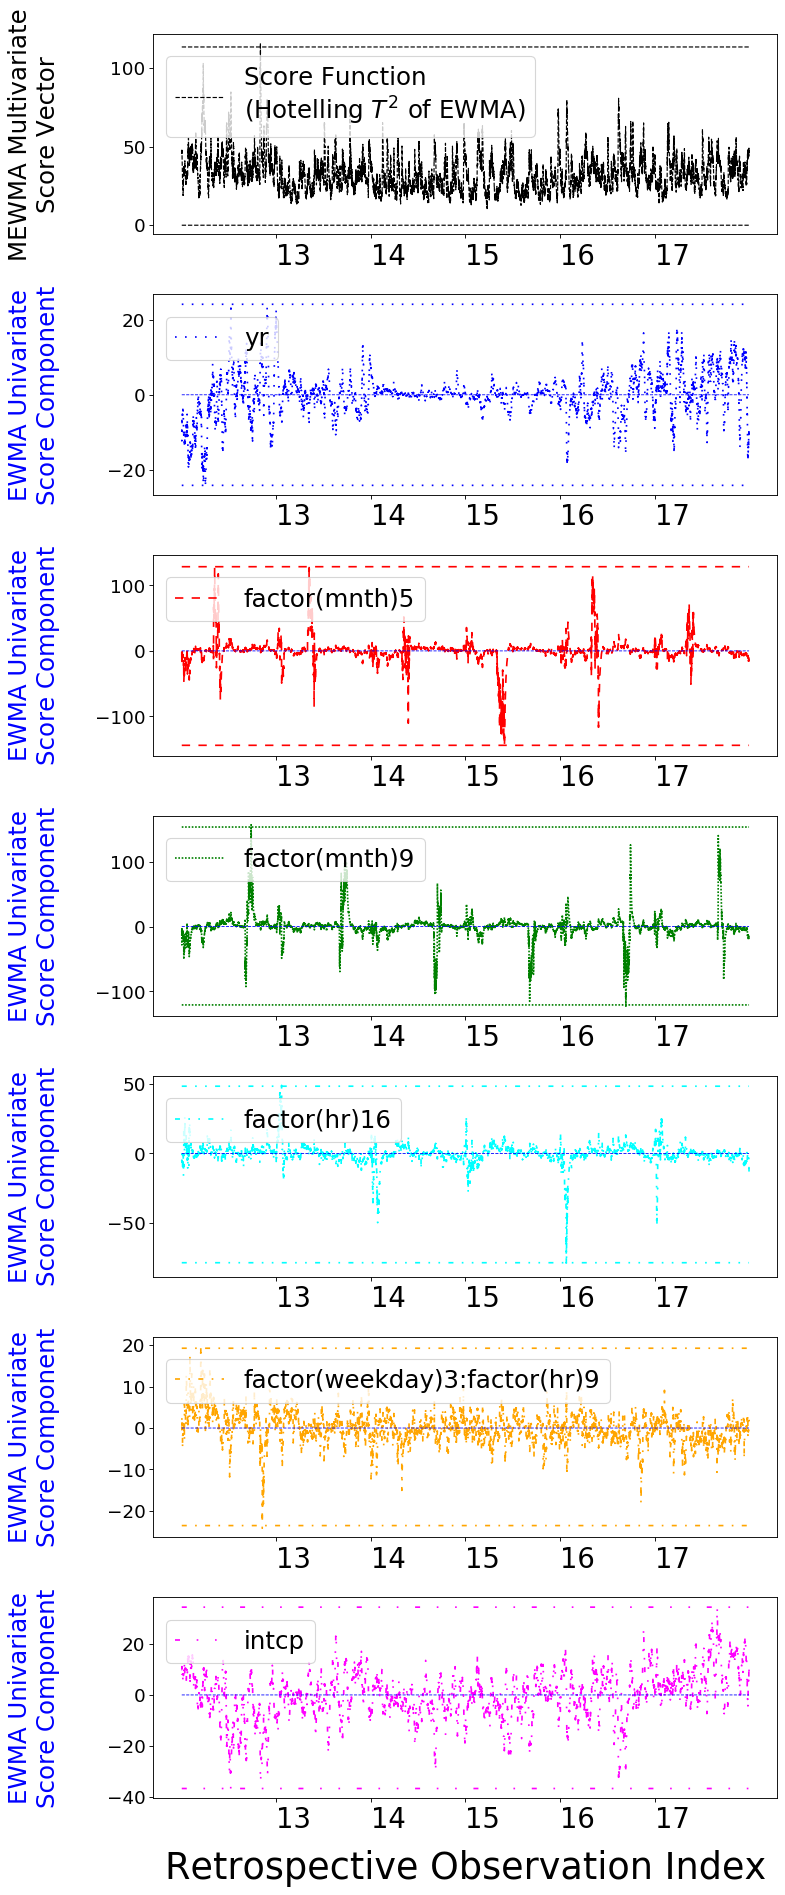 MEWMA Multivariate
Score Vector
100
50
0
Score Function
(Hotelling T² of EWMA)
13 14 15 16 17
EWMA Univariate
Score Component
20
0
−20
yr
13 14 15 16 17
EWMA Univariate
Score Component
100
0
−100
factor(mnth)5
13 14 15 16 17
EWMA Univariate
Score Component
100
0
−100
factor(mnth)9
13 14 15 16 17
EWMA Univariate
Score Component
50
0
−50
factor(hr)16
13 14 15 16 17
EWMA Univariate
Score Component
20
10
0
−10
−20
factor(weekday)3:factor(hr)9
13 14 15 16 17
EWMA Univariate
Score Component
20
0
−20
−40
intcp
13 14 15 16 17
Retrospective Observation Index